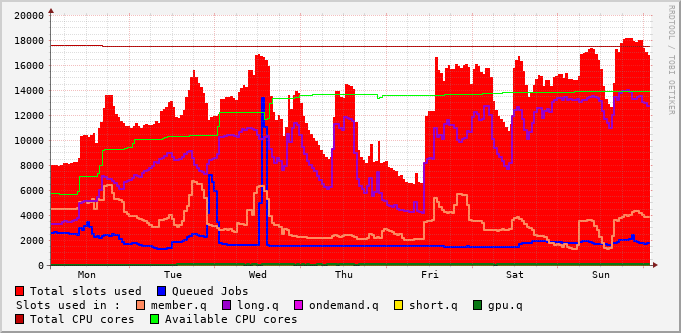 RRDTOOL / TOBI OETIKER
20000
18000
16000
14000
12000
10000
8000
6000
4000
2000
0
Mon Tue Wed Thu Fri Sat Sun
Total slots used Queued Jobs
Slots used in : member.q long.q ondemand.q short.q gpu.q
Total CPU cores Available CPU cores